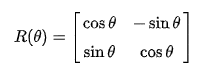 R(θ) = [ cos θ  − sin θ
sin θ  cos θ ]